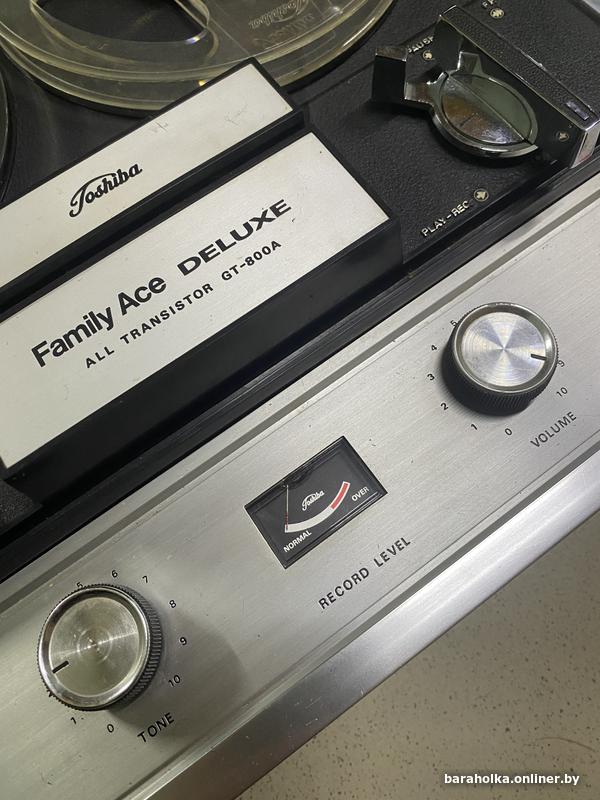 Toshiba
PLAY-REC
Toshiba
Family Ace DELUXE
ALL TRANSISTOR GT-800A
5
4
3
2
1
0
9
10
VOLUME
Toshiba
NORMAL
OVER
RECORD LEVEL
5
6
7
8
9
10
1
0
TONE
baraholka.onliner.by